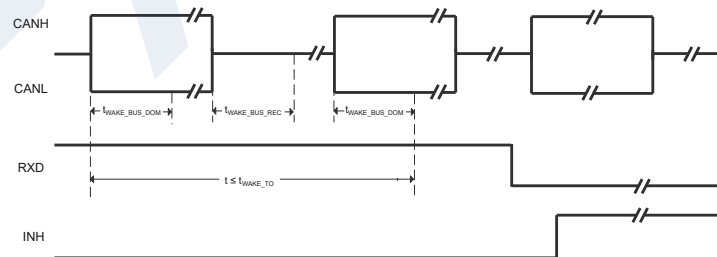 CANH
CANL
tWAKE_BUS_DOM
tWAKE_BUS_REC
tWAKE_BUS_DOM
RXD
t ≤ tWAKE_TO
INH